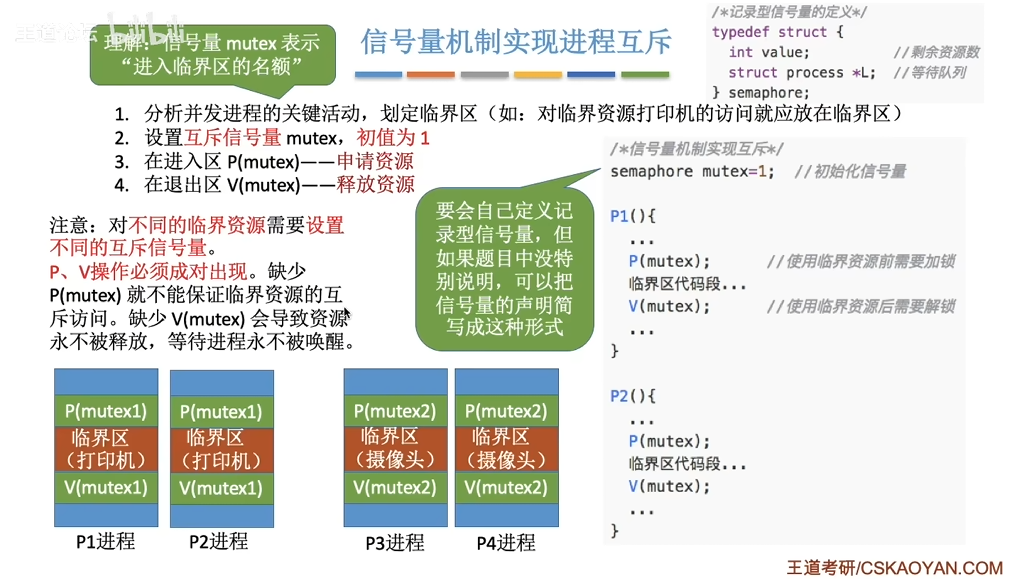 王道论坛 bilibili
理解：信号量 mutex 表示
“进入临界区的名额”
信号量机制实现进程互斥
/*记录型信号量的定义*/
typedef struct {
int value; //剩余资源数
struct process *L; //等待队列
} semaphore;
1. 分析并发进程的关键活动，划定临界区（如：对临界资源打印机的访问就应放在临界区）
2. 设置互斥信号量 mutex，初值为 1
3. 在进入区 P(mutex)——申请资源
4. 在退出区 V(mutex)——释放资源
注意：对不同的临界资源需要设置
不同的互斥信号量。
P、V操作必须成对出现。缺少
P(mutex) 就不能保证临界资源的互
斥访问。缺少 V(mutex) 会导致资源
永不被释放，等待进程永不被唤醒。
要会自己定义记
录型信号量，但
如果题目中没特
别说明，可以把
信号量的声明简
写成这种形式
/*信号量机制实现互斥*/
semaphore mutex=1; //初始化信号量
P1(){
...
P(mutex); //使用临界资源前需要加锁
临界区代码段...
V(mutex); //使用临界资源后需要解锁
...
}
P2(){
...
P(mutex);
临界区代码段...
V(mutex);
...
}
P(mutex1)
临界区
（打印机）
V(mutex1)
P1进程
P(mutex1)
临界区
（打印机）
V(mutex1)
P2进程
P(mutex2)
临界区
（摄像头）
V(mutex2)
P3进程
P(mutex2)
临界区
（摄像头）
V(mutex2)
P4进程
王道考研/CSKAOYAN.COM